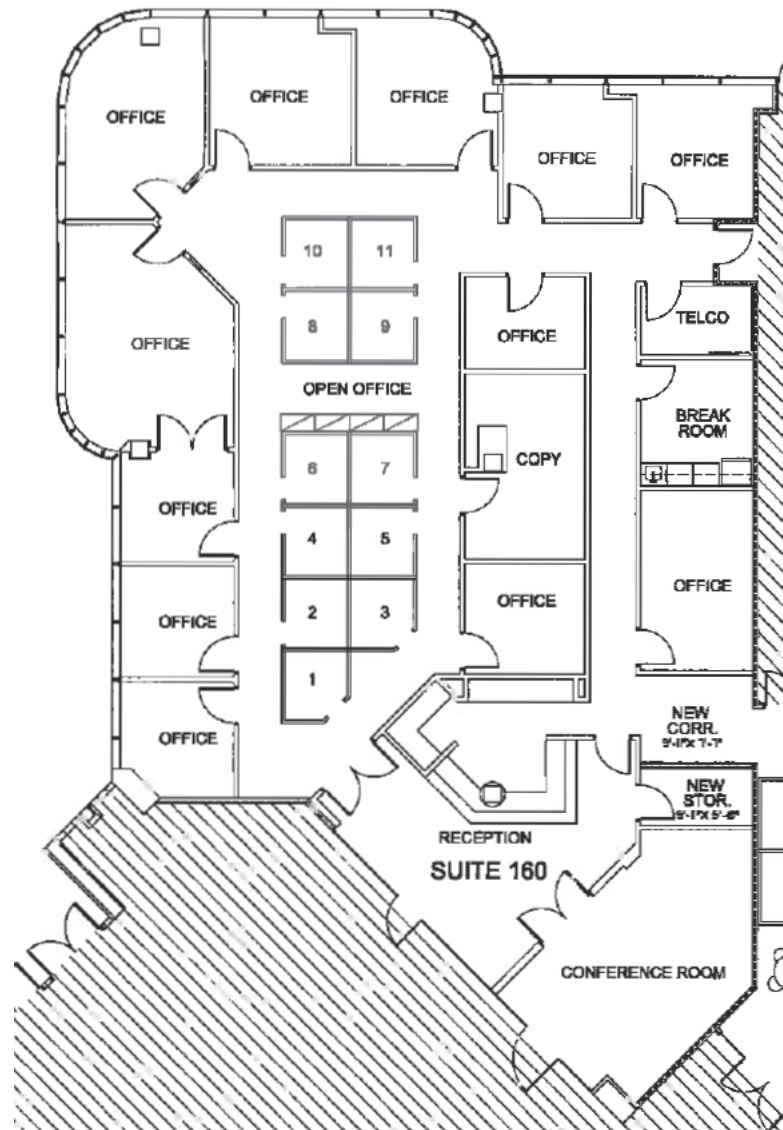 OFFICE
OFFICE
OFFICE
OFFICE
OFFICE
10
11
TELCO
8
9
OFFICE
OFFICE
OPEN OFFICE
BREAK
ROOM
6
7
COPY
OFFICE
4
5
OFFICE
2
3
OFFICE
OFFICE
1
NEW
CORR.
OFFICE
NEW
STOR.
RECEPTION
SUITE 160
CONFERENCE ROOM